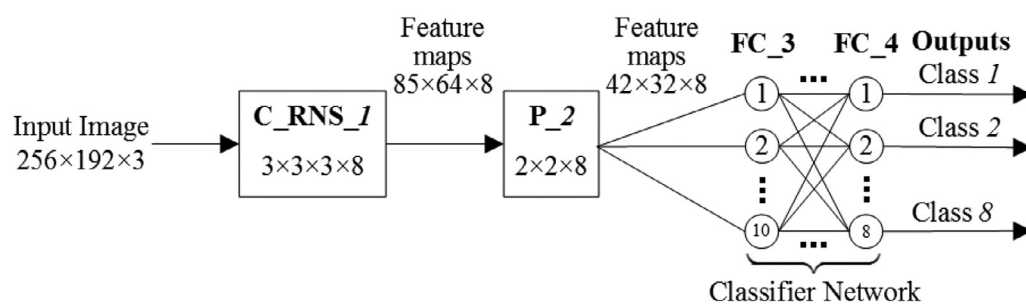 Input Image
256×192×3
C_RNS_1
3×3×3×8
Feature
maps
85×64×8
P_2
2×2×8
Feature
maps
42×32×8
FC_3
FC_4
Outputs
1
...
1
Class 1
2
2
Class 2
10
...
8
Class 8
Classifier Network